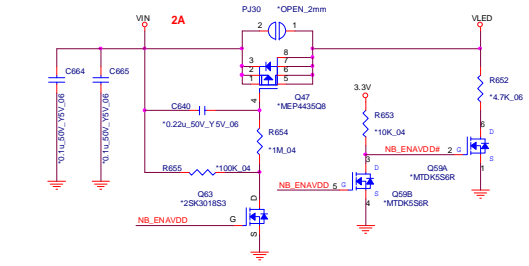 PJ30 *OPEN_2mm
VIN 2A VLED
2 1
C664 C665
3 8
2 7
1 6
5
4
Q47
*MEP4435Q8
*0.1u_50V_Y5V_06
*0.1u_50V_Y5V_06
C640
*0.22u_50V_Y5V_06
3.3V
R652
*4.7K_06
R653
*10K_04
R654
*1M_04
R655 *100K_04
NB_ENAVDD# 2 G
6 D
S 1
Q59A
*MTDK5S6R
Q63
*2SK3018S3
NB_ENAVDD G
D
S
NB_ENAVDD 5 G
3 D
S
4
Q59B
*MTDK5S6R